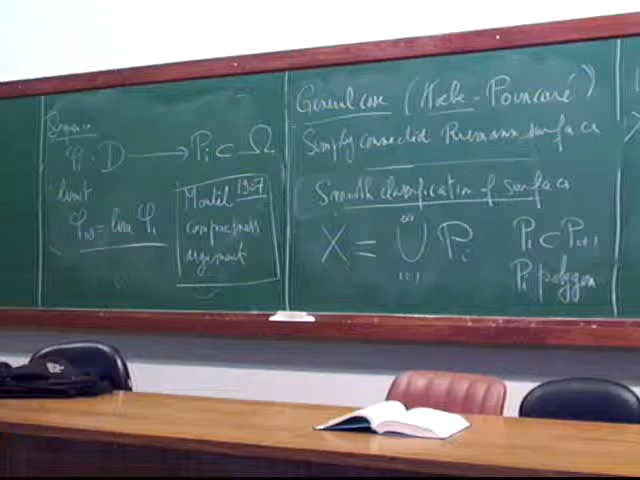 Sequence
φi : D → Pi ⊂ Ω
limit
φ∞ = lim φi
Montel 1907
compactness
argument
General case (Koebe-Poincaré)
Simply connected Riemann surface
Smooth classification of surfaces
X = ∞ ∪ i=1 Pi
Pi ⊂ Pi+1
Pi polygon